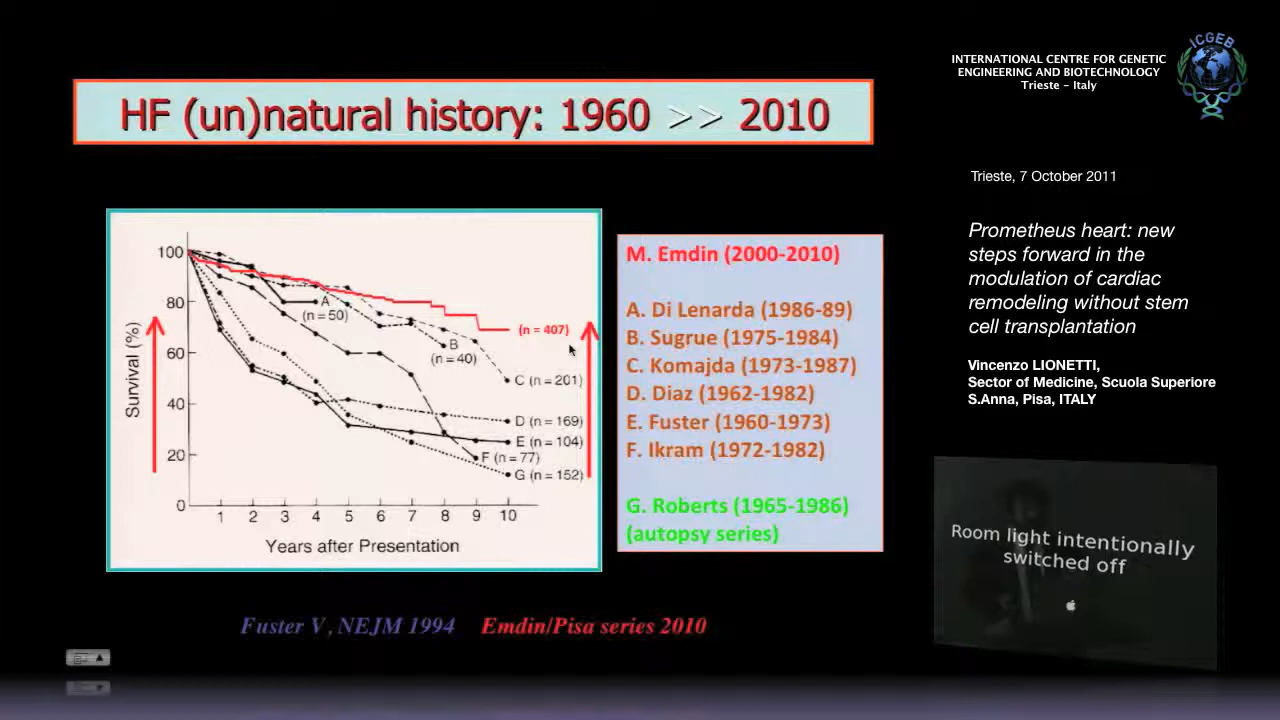 HF (un)natural history: 1960 >> 2010
100
80
60
40
20
0
Survival (%)
1 2 3 4 5 6 7 8 9 10
Years after Presentation
A
(n = 50)
B
(n = 40)
(n = 407)
C (n = 201)
D (n = 169)
E (n = 104)
F (n = 77)
G (n = 152)
M. Emdin (2000-2010)
A. Di Lenarda (1986-89)
B. Sugrue (1975-1984)
C. Komajda (1973-1987)
D. Diaz (1962-1982)
E. Fuster (1960-1973)
F. Ikram (1972-1982)
G. Roberts (1965-1986)
(autopsy series)
Fuster V , NEJM 1994 Emdin/Pisa series 2010
INTERNATIONAL CENTRE FOR GENETIC
ENGINEERING AND BIOTECHNOLOGY
Trieste - Italy
ICGEB
Trieste, 7 October 2011
Prometheus heart: new
steps forward in the
modulation of cardiac
remodeling without stem
cell transplantation
Vincenzo LIONETTI,
Sector of Medicine, Scuola Superiore
S.Anna, Pisa, ITALY
Room light intentionally
switched off